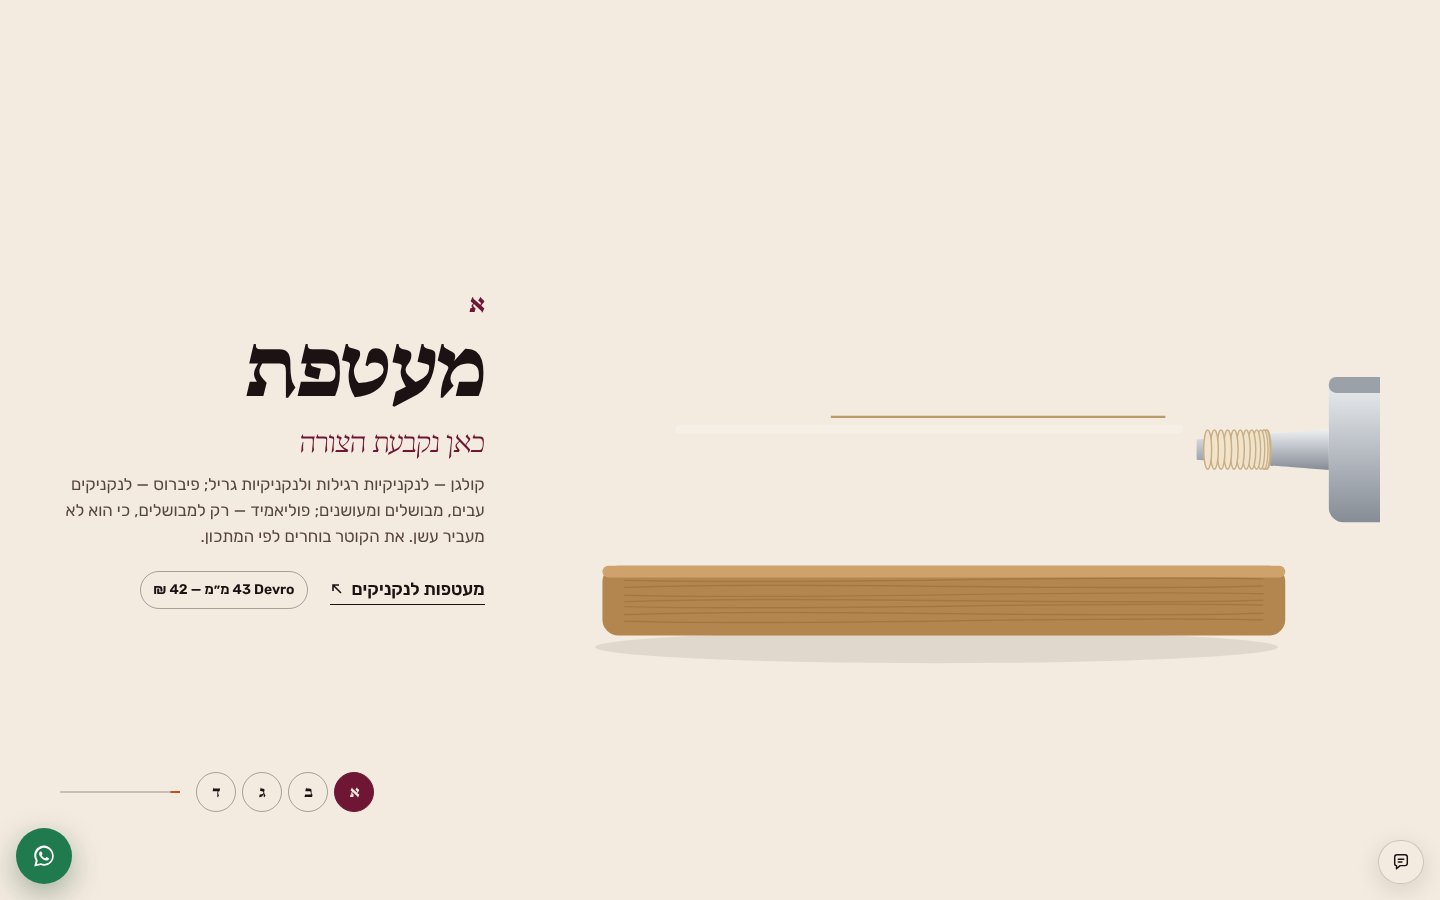 א
מעטפת
כאן נקבעת הצורה
קולגן — לנקניקיות רגילות ולנקניקיות גריל; פיברוס — לנקניקים
עבים, מבושלים ומעושנים; פוליאמיד — רק למבושלים, כי הוא לא
מעביר עשן. את הקוטר בוחרים לפי המתכון.
מעטפות לנקניקים
Devro 43 מ״מ — 42 ₪
א ב ג ד